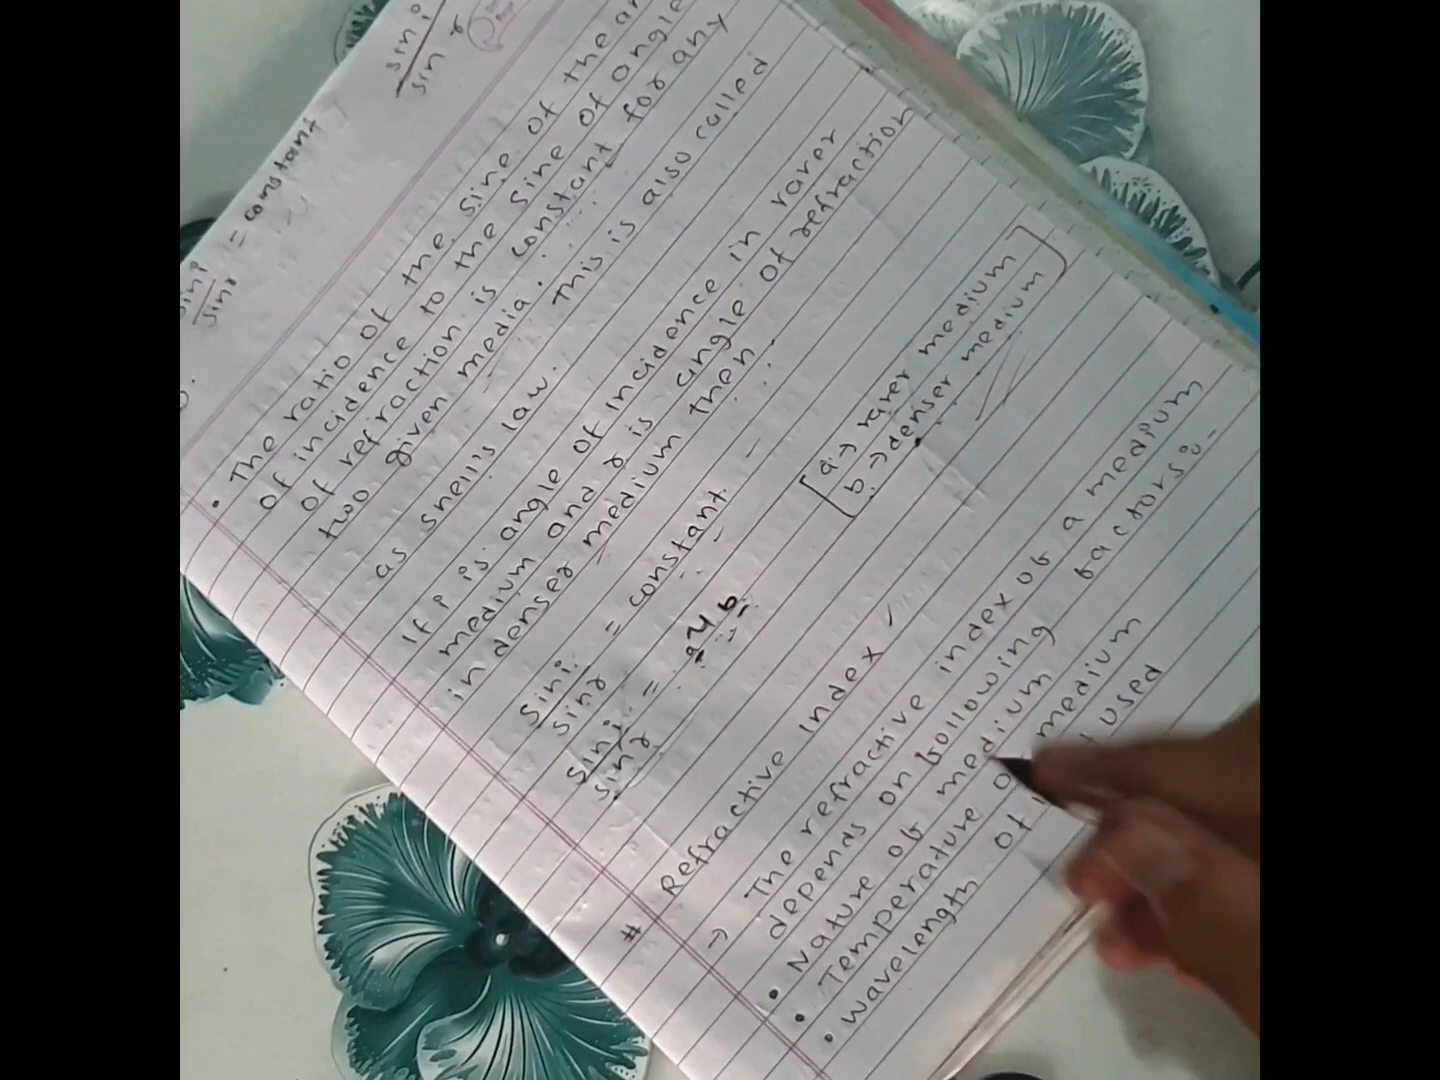 sin i / sin r = constant
sin i / sin r
• The ratio of the sine of the
of incidence to the sine of angle
of refraction is constant for any
two given media. This is also called
as snell's law.
If i is angle of incidence in rarer
medium and r is angle of refraction
in denser medium then.
Sin i / sin r = constant
Sin i / sin r = aμb
[a → rarer medium
b → denser medium]
# Refractive Index
→ The refractive index of a medium
depends on following factors:-
• Nature of medium
• Temperature medium
• wavelength of used